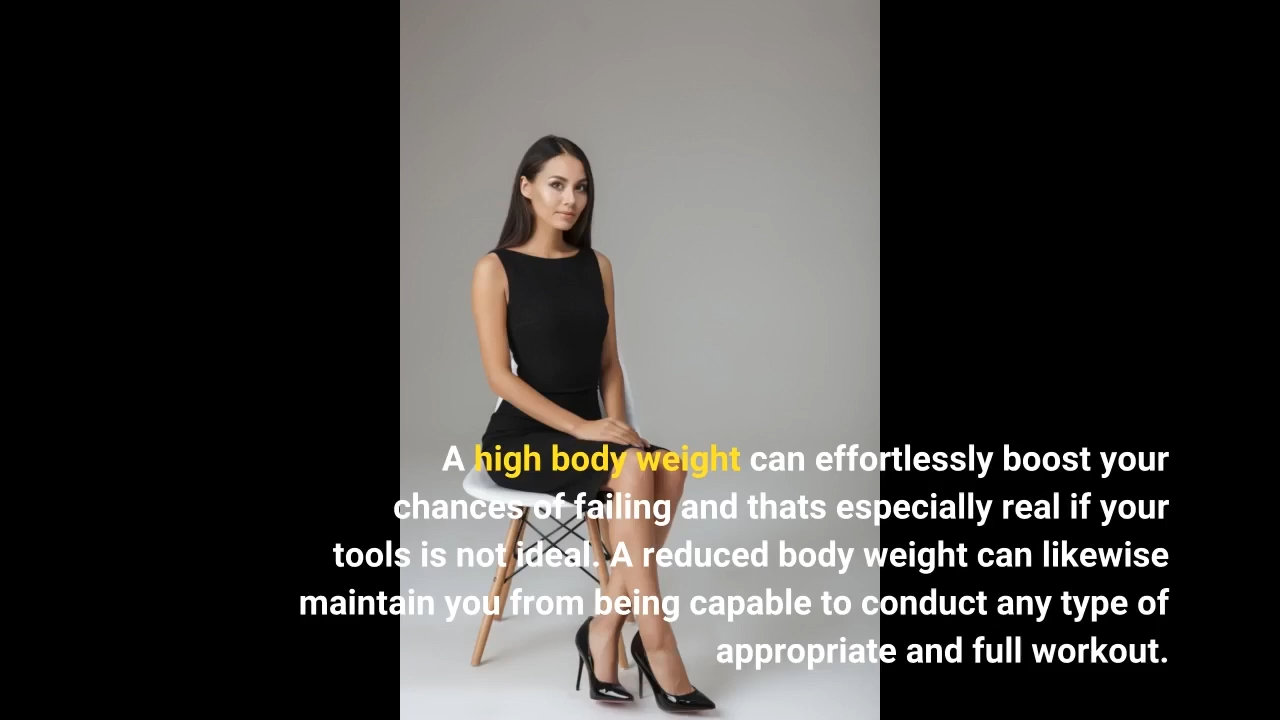 A high body weight can effortlessly boost your
chances of failing and thats especially real if your
tools is not ideal. A reduced body weight can likewise
maintain you from being capable to conduct any type of
appropriate and full workout.